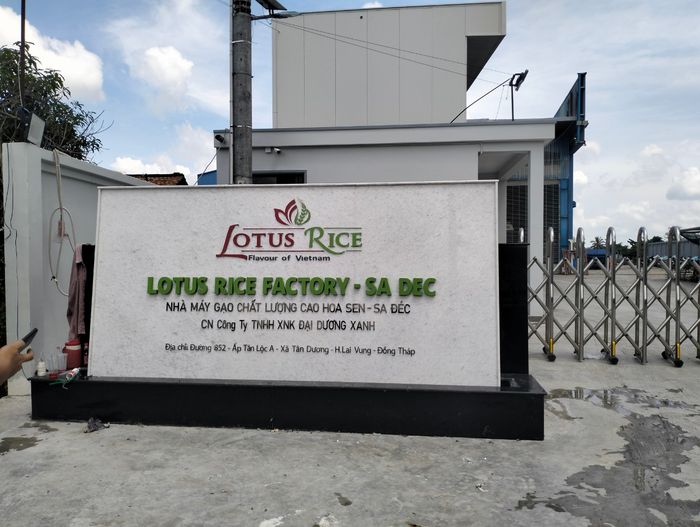 LOTUS RICE
Flavour of Vietnam
LOTUS RICE FACTORY - SA DEC
NHÀ MÁY GẠO CHẤT LƯỢNG CAO HOA SEN - SA ĐÉC
CN CÔNG TY TNHH XNK ĐẠI DƯƠNG XANH
Địa chỉ: Đường 852 - Ấp Tân Lộc A - Xã Tân Dương - H.Lai Vung - Đồng Tháp